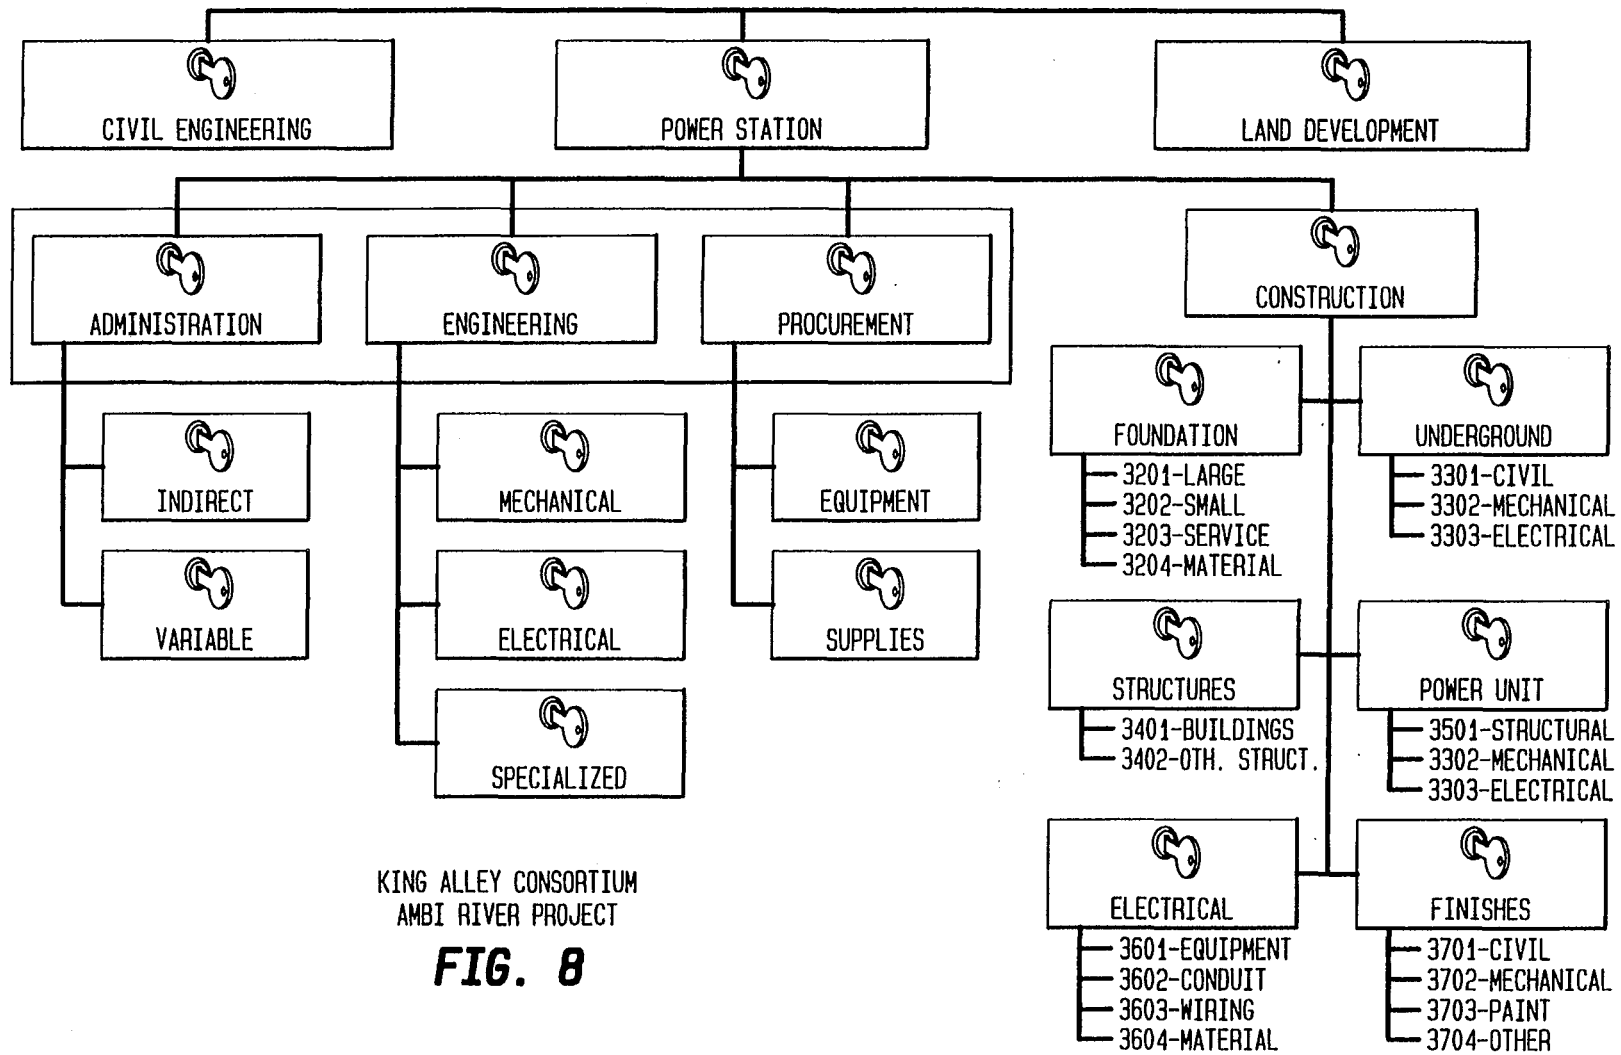 CIVIL ENGINEERING
POWER STATION
LAND DEVELOPMENT
ADMINISTRATION
ENGINEERING
PROCUREMENT
CONSTRUCTION
INDIRECT
VARIABLE
MECHANICAL
ELECTRICAL
SPECIALIZED
EQUIPMENT
SUPPLIES
FOUNDATION
3201-LARGE
3202-SMALL
3203-SERVICE
3204-MATERIAL
UNDERGROUND
3301-CIVIL
3302-MECHANICAL
3303-ELECTRICAL
STRUCTURES
3401-BUILDINGS
3402-OTH. STRUCT.
POWER UNIT
3501-STRUCTURAL
3302-MECHANICAL
3303-ELECTRICAL
ELECTRICAL
3601-EQUIPMENT
3602-CONDUIT
3603-WIRING
3604-MATERIAL
FINISHES
3701-CIVIL
3702-MECHANICAL
3703-PAINT
3704-OTHER
KING ALLEY CONSORTIUM
AMBI RIVER PROJECT
FIG. 8